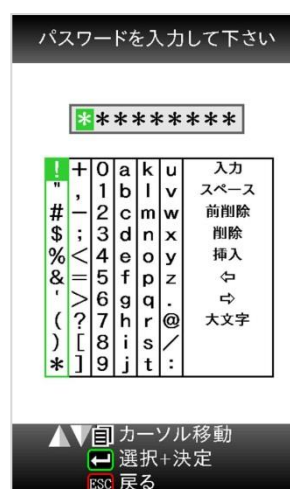 パスワードを入力して下さい
*********
! + 0 a k u 入力
" , 1 b l v スペース
# - 2 c m w 前削除
$ ; 3 d n x 削除
% < 4 e o y 挿入
& = 5 f p z ⇦
' > 6 g q . ⇨
( ? 7 h r @ 大文字
) [ 8 i s /
* ] 9 j t :
カーソル移動
選択+決定
ESC 戻る